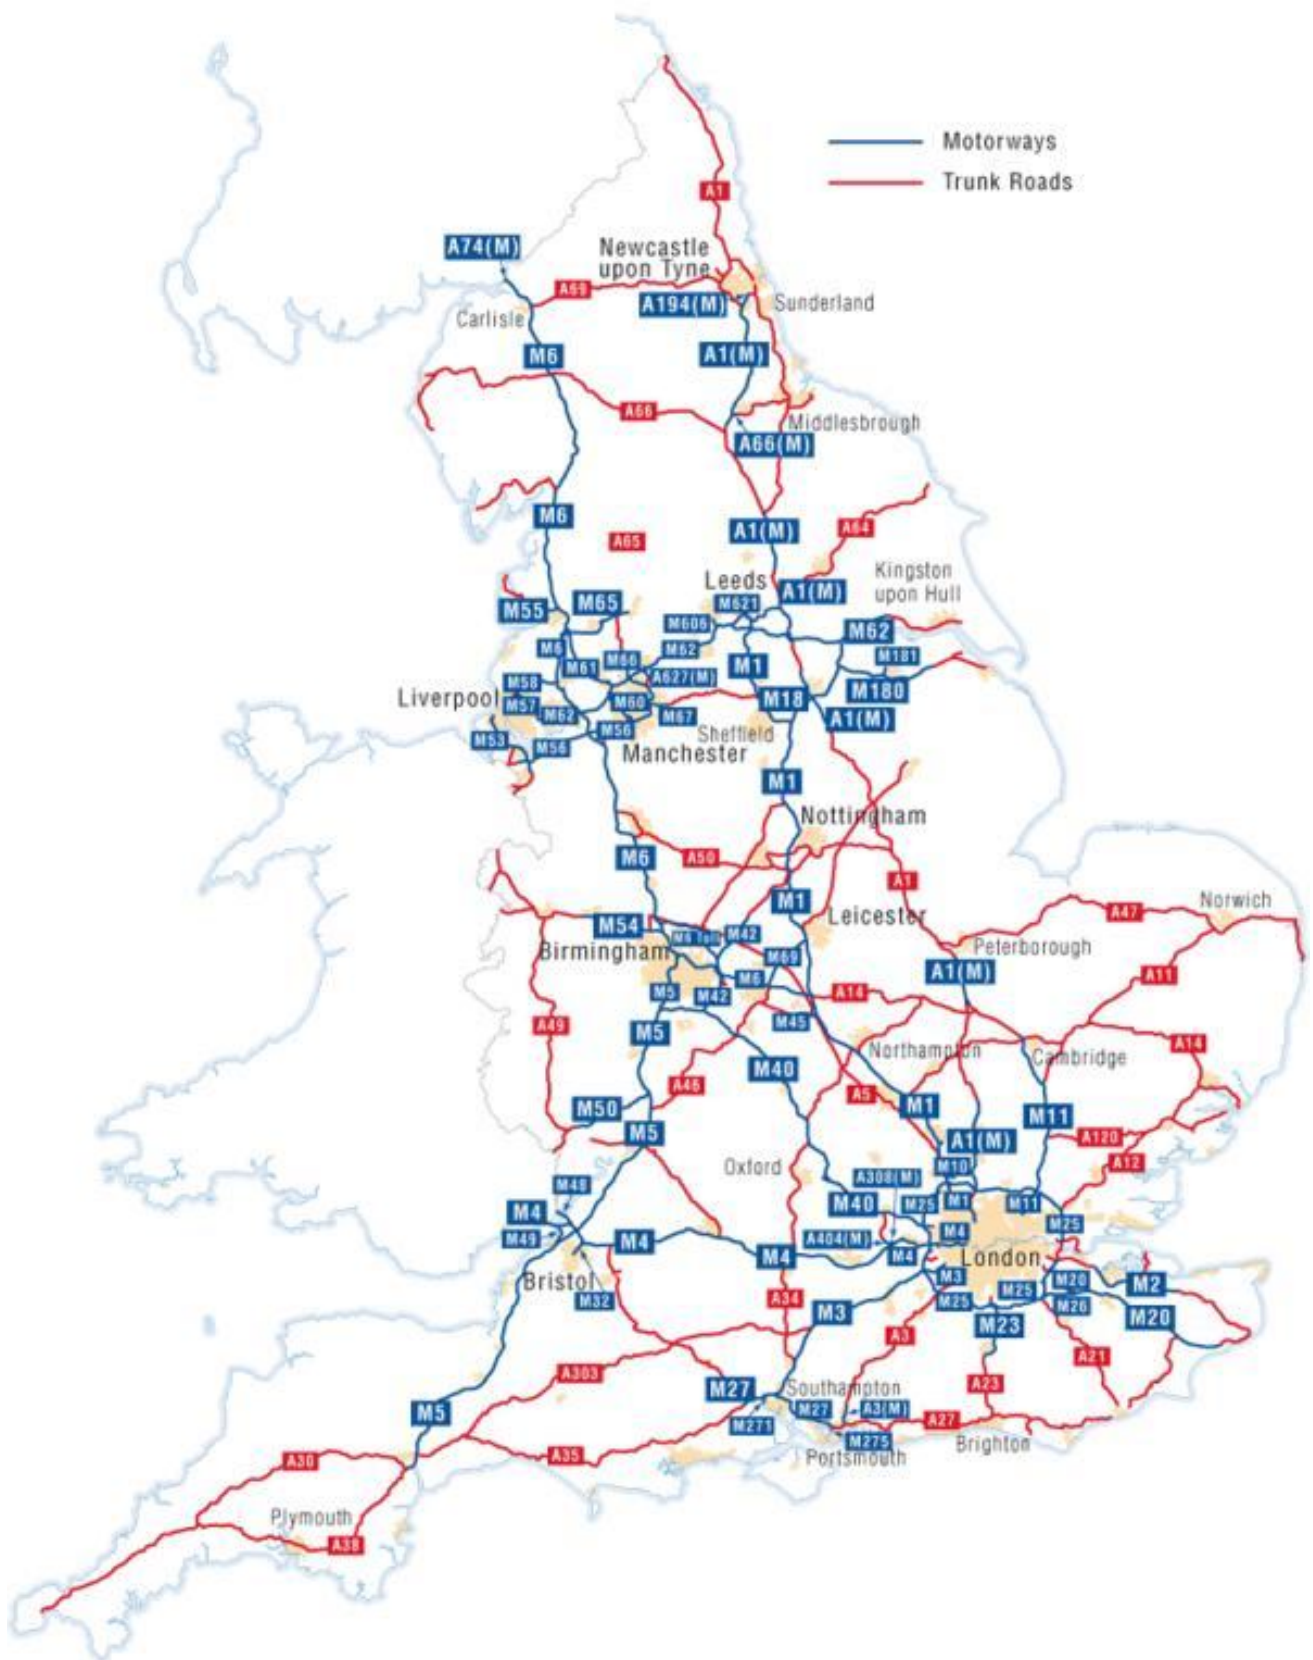 Motorways
Trunk Roads
A1
A74(M)
Newcastle
upon Tyne
A69
A194(M)
Sunderland
Carlisle
M6
A1(M)
A66
Middlesbrough
A66(M)
M6
A1(M)
A64
A65
Leeds
A1(M)
Kingston
upon Hull
M55
M65
M621
M606
M62
M6
M62
M181
M61
M66
M1
A627(M)
M58
M180
Liverpool
M57
M60
M18
M62
M67
A1(M)
M56
Sheffield
M53
M56
Manchester
M1
Nottingham
M6
A50
A1
M1
Norwich
A47
Leicester
M54
M42
M6 Toll
Birmingham
Peterborough
M69
A1(M)
A11
M6
M5
M42
A14
M45
A49
M5
Northampton
A14
Cambridge
M40
A46
A5
M50
M1
M11
M5
A1(M)
A120
A12
Oxford
M10
A308(M)
M48
M40
M25
M1
M11
M4
M25
M49
A404(M)
M4
M4
M4
M4
London
Bristol
M3
M20
M2
M32
A34
M25
M25
M26
M3
M23
M20
A3
A21
A303
M27
Southampton
A23
M5
M27
A3(M)
A27
M271
M275
Brighton
A30
A35
Portsmouth
Plymouth
A38